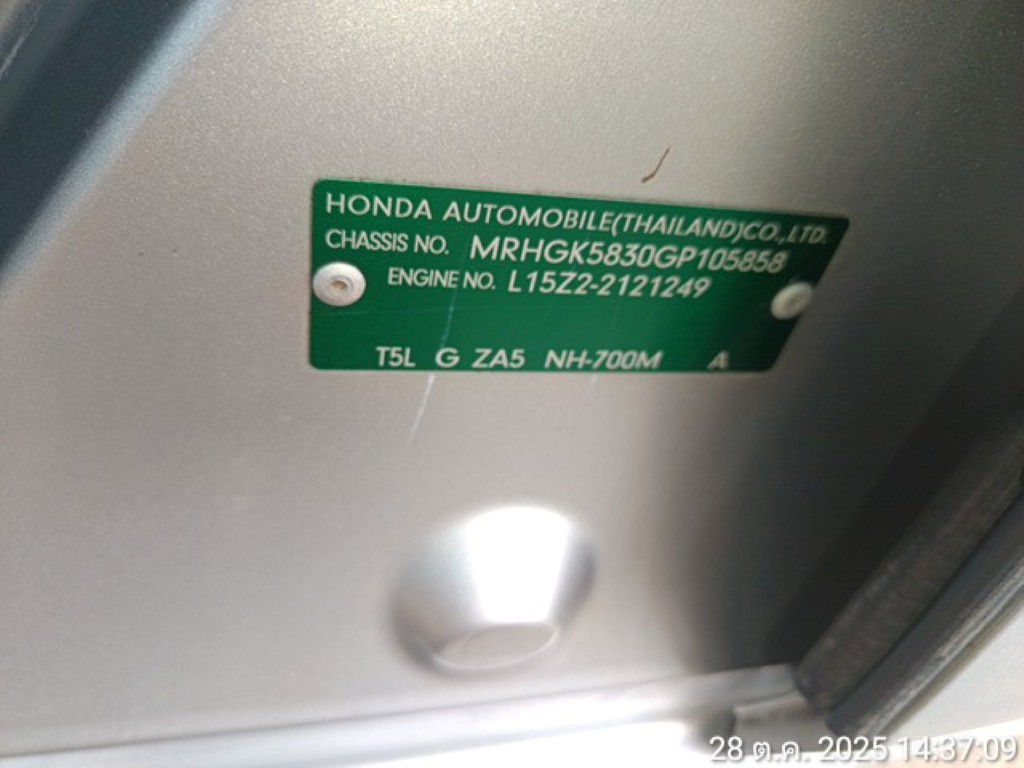 HONDA AUTOMOBILE(THAILAND)CO.,LTD.
CHASSIS NO. MRHGK5830GP105858
ENGINE NO. L15Z2-2121249
T5L G ZA5 NH-700M A
28 ต.ค. 2025 14:37:09